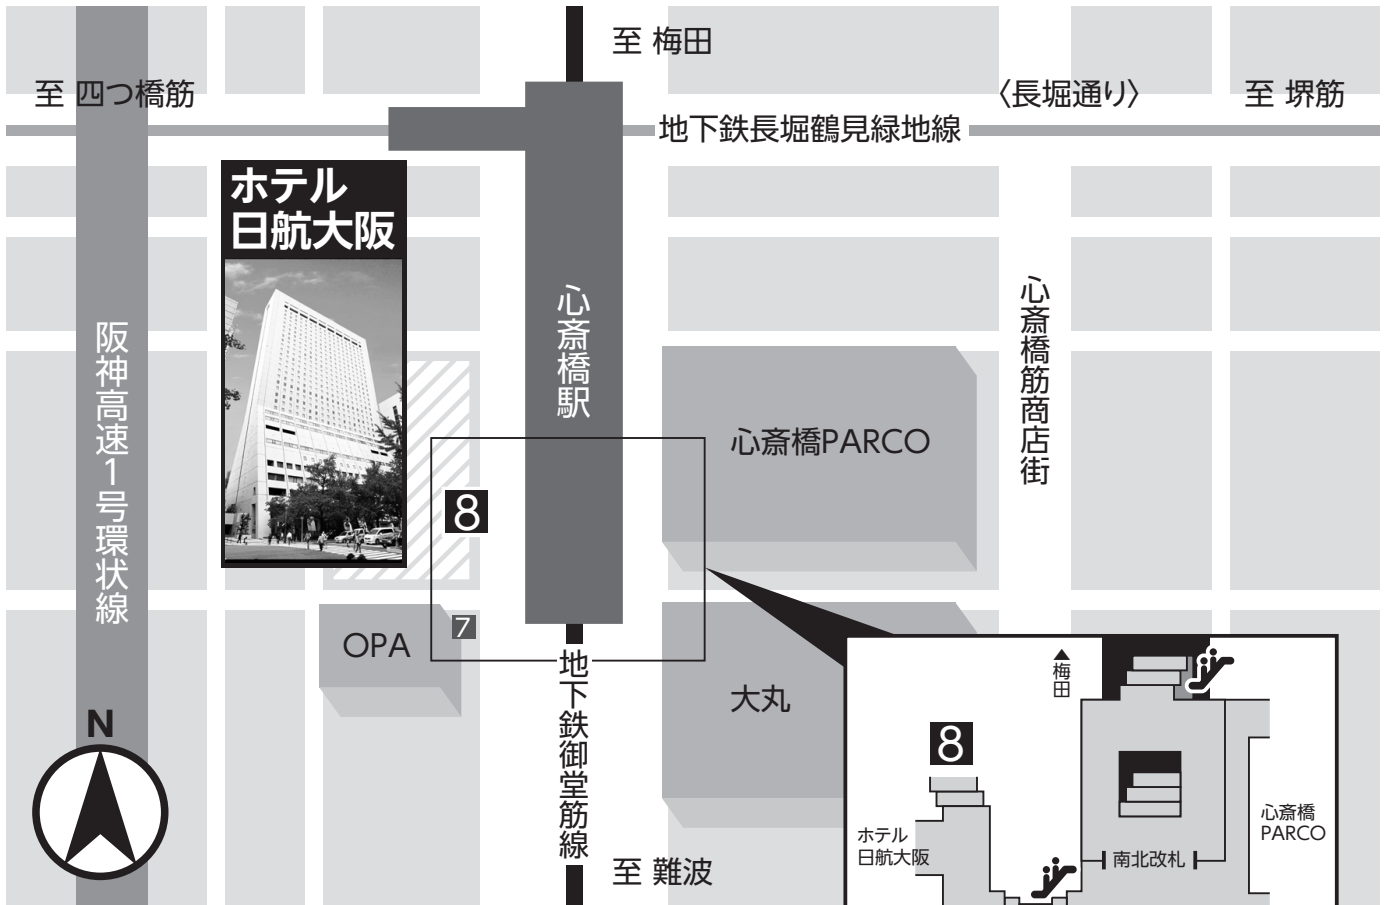 至 梅田
至 四つ橋筋
〈長堀通り〉
至 堺筋
地下鉄長堀鶴見緑地線
ホテル
日航大阪
心斎橋駅
心斎橋筋商店街
阪神高速1号環状線
心斎橋PARCO
8
7
OPA
地下鉄御堂筋線
大丸
N
至 難波
▲梅田
8
ホテル
日航大阪
南北改札
心斎橋
PARCO